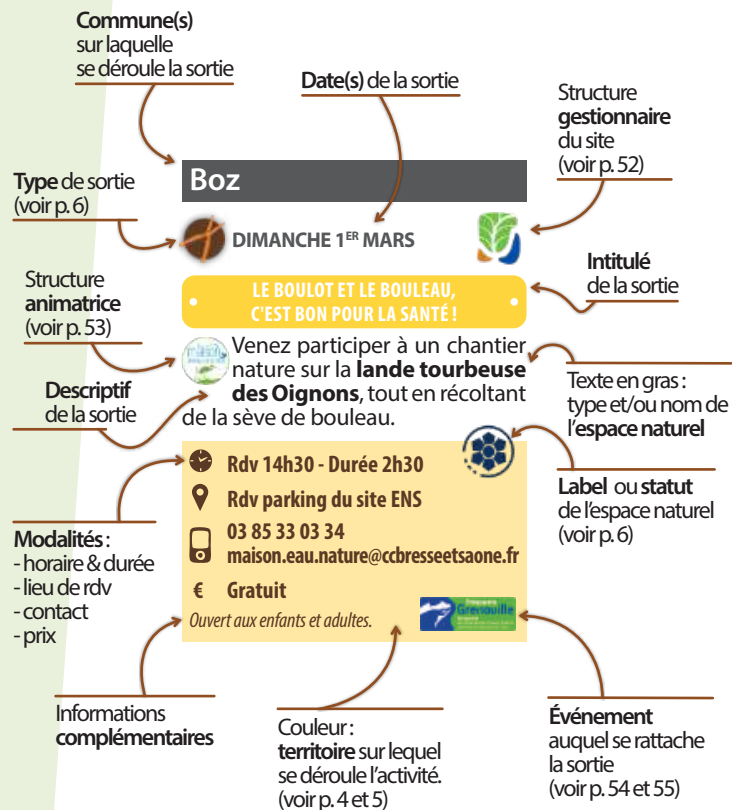 Commune(s)
sur laquelle
se déroule la sortie
Date(s) de la sortie
Structure
gestionnaire
du site
(voir p. 52)
Type de sortie
(voir p. 6)
Boz
DIMANCHE 1ER MARS
Structure
animatrice
(voir p. 53)
LE BOULOT ET LE BOULEAU,
C'EST BON POUR LA SANTÉ !
Intitulé
de la sortie
Descriptif
de la sortie
Venez participer à un chantier
nature sur la lande tourbeuse
des Oignons, tout en récoltant
de la sève de bouleau.
Texte en gras :
type et/ou nom de
l'espace naturel
Modalités :
- horaire & durée
- lieu de rdv
- contact
- prix
Rdv 14h30 - Durée 2h30
Rdv parking du site ENS
03 85 33 03 34
maison.eau.nature@ccbresseetsaone.fr
€ Gratuit
Ouvert aux enfants et adultes.
Grenouille
Label ou statut
de l'espace naturel
(voir p. 6)
Informations
complémentaires
Couleur :
territoire sur lequel
se déroule l'activité.
(voir p. 4 et 5)
Événement
auquel se rattache
la sortie
(voir p. 54 et 55)